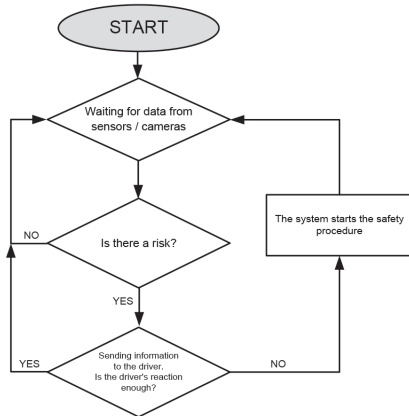 START
Waiting for data from
sensors / cameras
NO
Is there a risk?
The system starts the safety
procedure
YES
Sending information
to the driver.
Is the driver's reaction
enough?
YES
NO